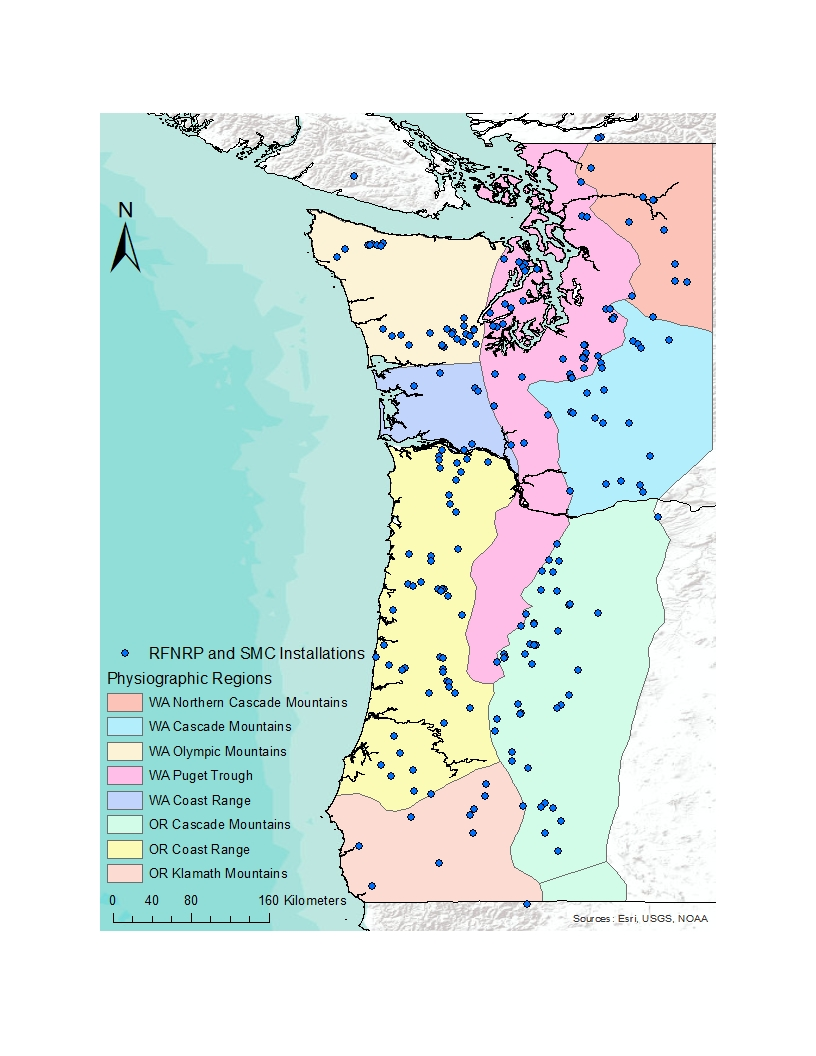 N
RFNRP and SMC Installations
Physiographic Regions
WA Northern Cascade Mountains
WA Cascade Mountains
WA Olympic Mountains
WA Puget Trough
WA Coast Range
OR Cascade Mountains
OR Coast Range
OR Klamath Mountains
0 40 80 160 Kilometers
Sources: Esri, USGS, NOAA